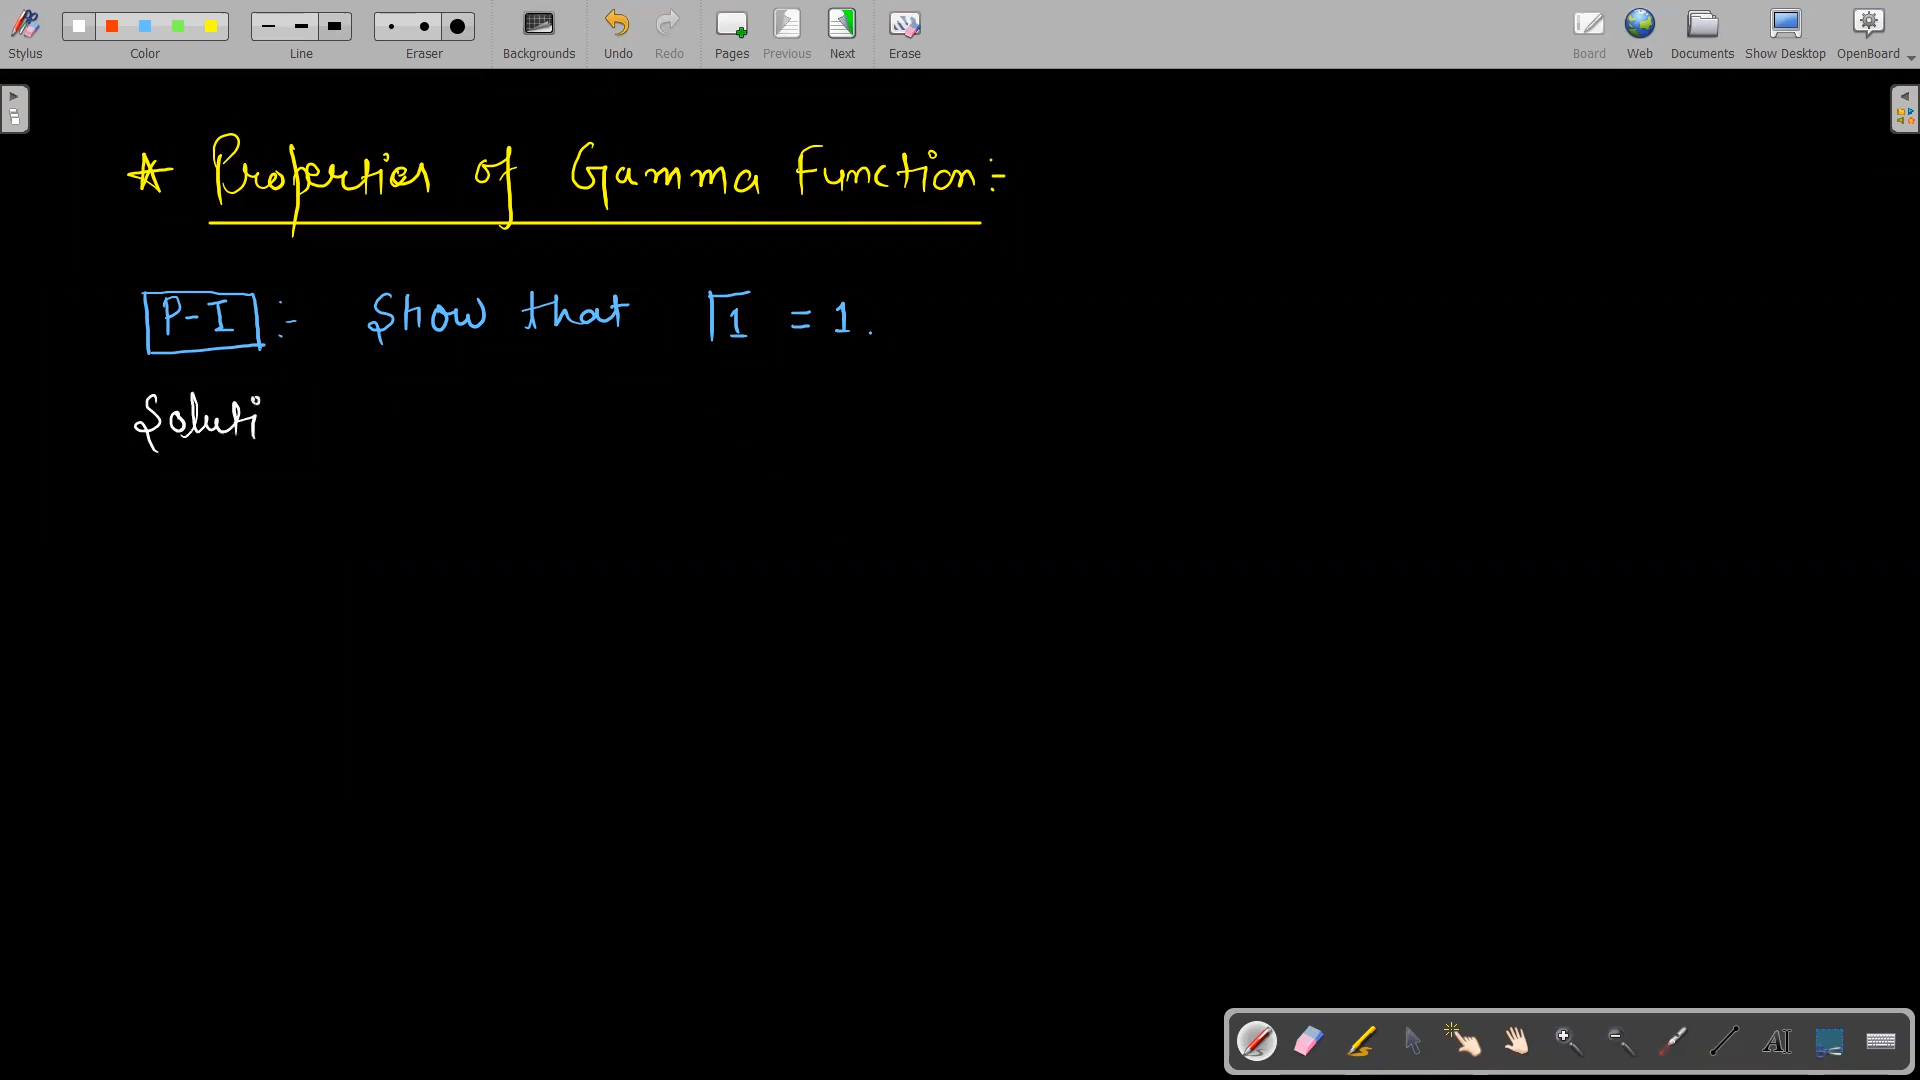 Stylus Color Line Eraser Backgrounds Undo Redo Pages Previous Next Erase Board Web Documents Show Desktop OpenBoard
* Properties of Gamma Function:-
P-I :- Show that Γ1 = 1.
Soluti